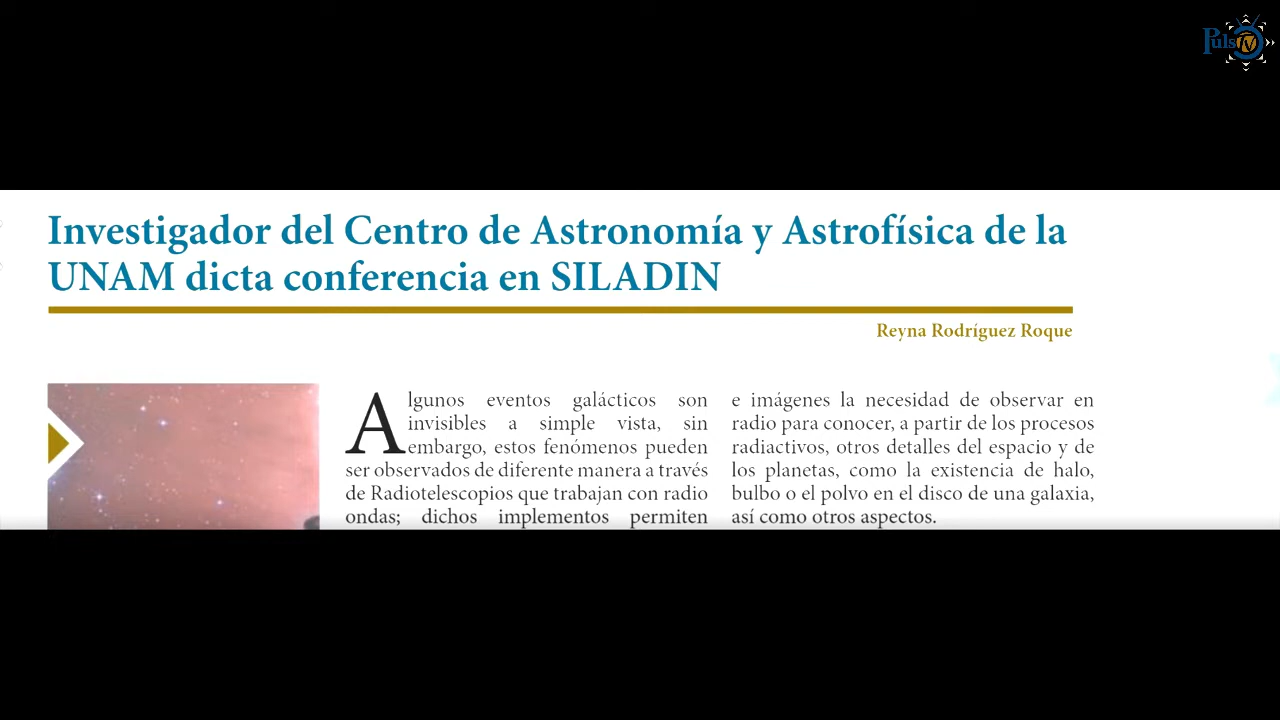 Puls TV
Investigador del Centro de Astronomía y Astrofísica de la
UNAM dicta conferencia en SILADIN
Reyna Rodríguez Roque
Algunos eventos galácticos son
invisibles a simple vista, sin
embargo, estos fenómenos pueden
ser observados de diferente manera a través
de Radiotelescopios que trabajan con radio
ondas; dichos implementos permiten
e imágenes la necesidad de observar en
radio para conocer, a partir de los procesos
radiactivos, otros detalles del espacio y de
los planetas, como la existencia de halo,
bulbo o el polvo en el disco de una galaxia,
así como otros aspectos.